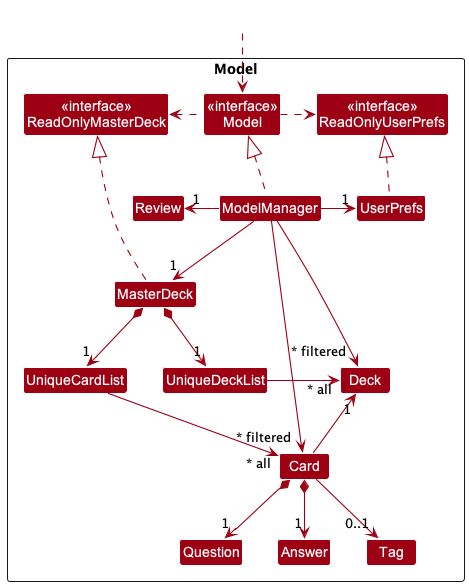 Model
«interface»
ReadOnlyMasterDeck
«interface»
Model
«interface»
ReadOnlyUserPrefs
Review
1
ModelManager
1
UserPrefs
1
MasterDeck
1
1
* filtered
UniqueCardList
UniqueDeckList
* all
Deck
1
* filtered
* all
Card
1
1
0..1
Question
Answer
Tag